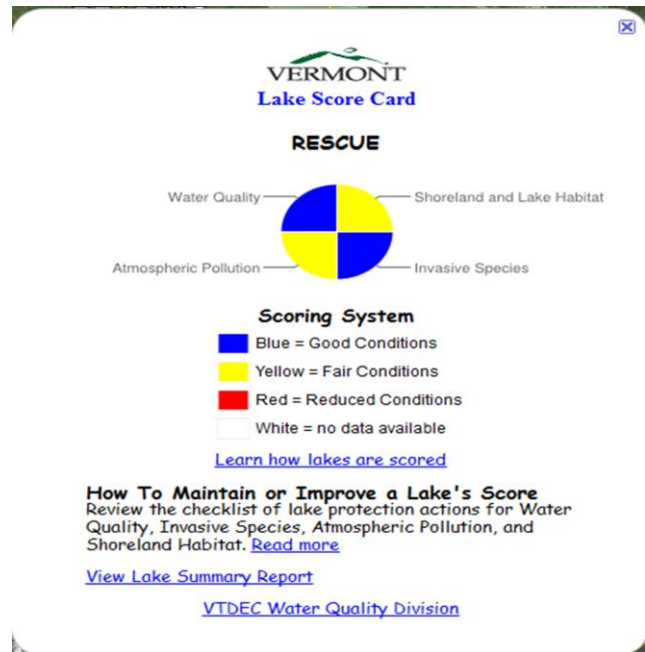 VERMONT
Lake Score Card
RESCUE
Water Quality
Shoreland and Lake Habitat
Atmospheric Pollution
Invasive Species
Scoring System
Blue = Good Conditions
Yellow = Fair Conditions
Red = Reduced Conditions
White = no data available
Learn how lakes are scored
How To Maintain or Improve a Lake's Score
Review the checklist of lake protection actions for Water
Quality, Invasive Species, Atmospheric Pollution, and
Shoreland Habitat. Read more
View Lake Summary Report
VTDEC Water Quality Division